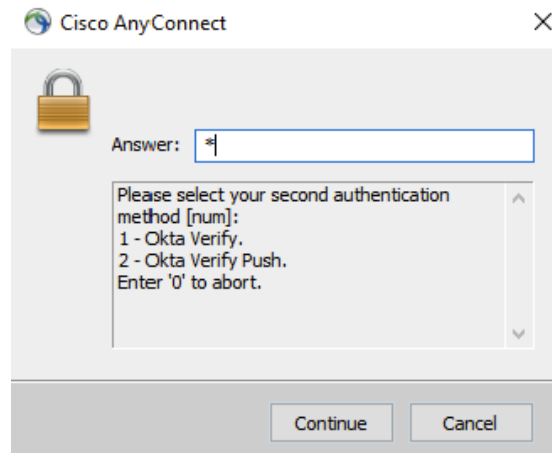 Cisco AnyConnect
Answer: *
Please select your second authentication
method [num]:
1 - Okta Verify.
2 - Okta Verify Push.
Enter '0' to abort.
Continue Cancel